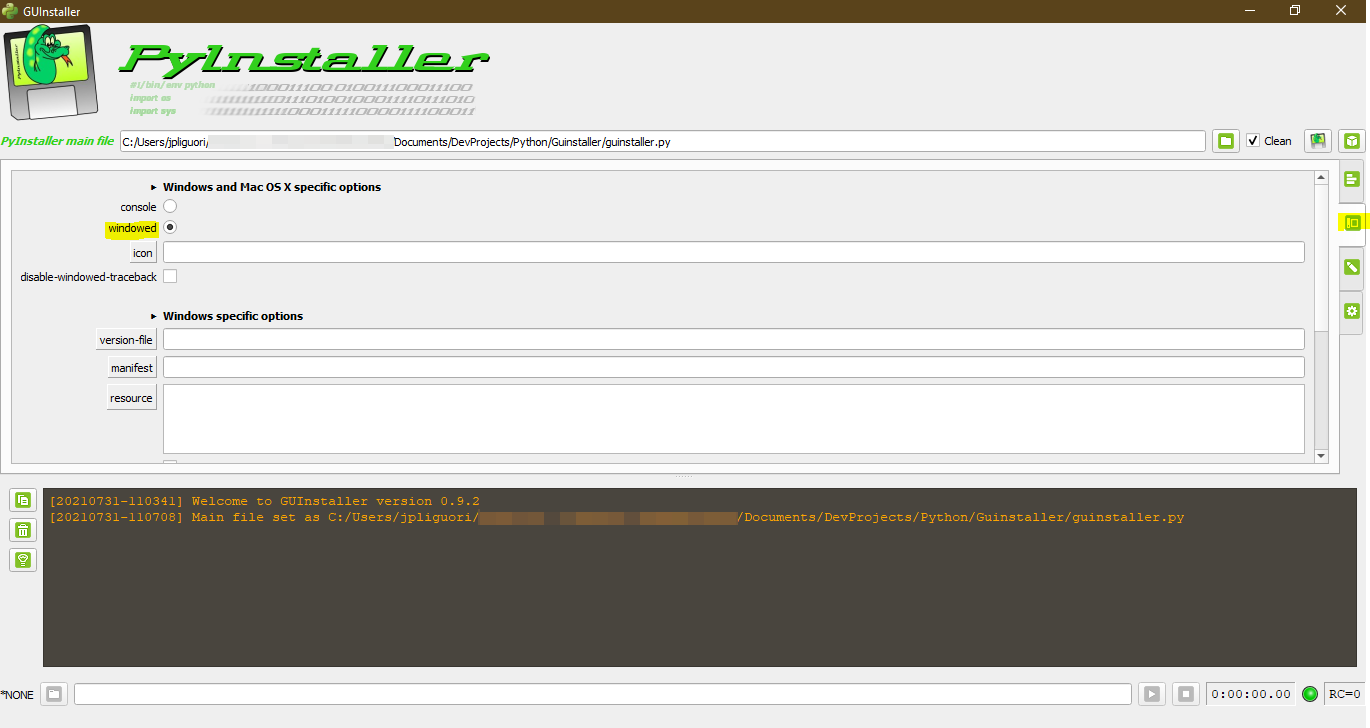 GUInstaller
PyInstaller
#!/bin/env python
import os
import sys
PyInstaller main file C:/Users/jpliguori/ /Documents/DevProjects/Python/Guinstaller/guinstaller.py Clean
Windows and Mac OS X specific options
console
windowed
icon
disable-windowed-traceback
Windows specific options
version-file
manifest
resource
[20210731-110341] Welcome to GUInstaller version 0.9.2
[20210731-110708] Main file set as C:/Users/jpliguori/ /Documents/DevProjects/Python/Guinstaller/guinstaller.py
*NONE 0:00:00.00 RC=0